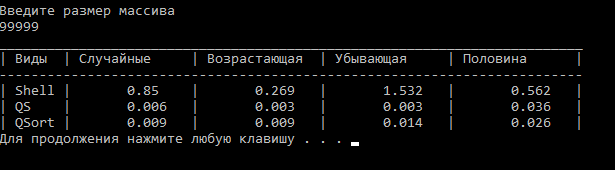 Введите размер массива
99999
| Виды | Случайные | Возрастающая | Убывающая | Половина |
| Shell | 0.85 | 0.269 | 1.532 | 0.562 |
| QS | 0.006 | 0.003 | 0.003 | 0.036 |
| QSort | 0.009 | 0.009 | 0.014 | 0.026 |
Для продолжения нажмите любую клавишу . . .